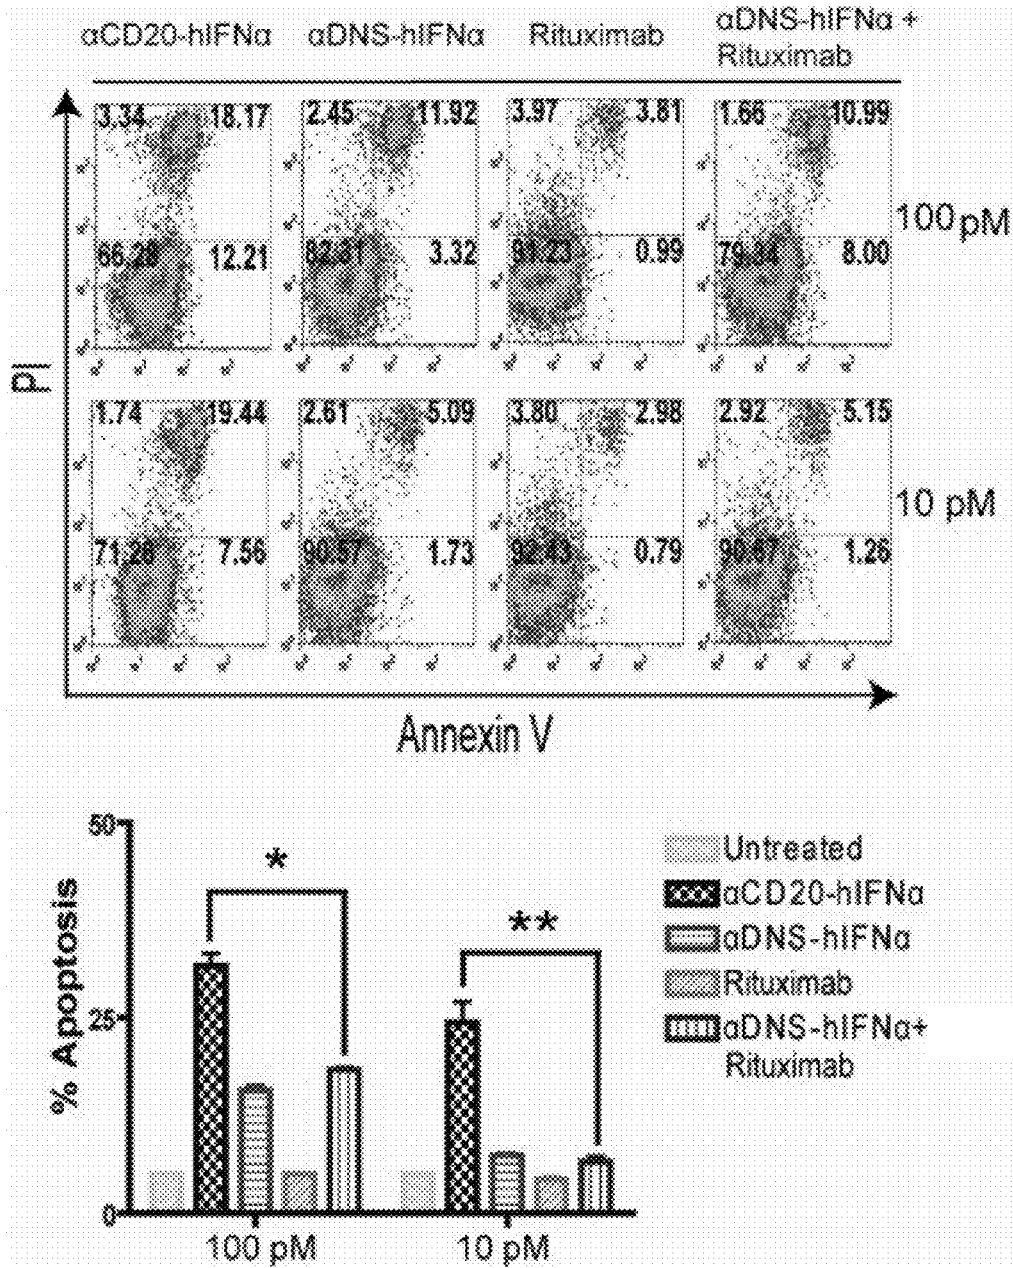 αCD20-hIFNα αDNS-hIFNα Rituximab αDNS-hIFNα +
Rituximab
3.34 18.17 2.45 11.92 3.97 3.81 1.66 10.99
66.28 12.21 82.31 3.32 91.23 0.99 79.34 8.00
100 pM
PI
1.74 19.44 2.61 5.09 3.80 2.98 2.92 5.15
71.26 7.56 90.57 1.73 92.43 0.79 90.67 1.26
10 pM
Annexin V
% Apoptosis
50
25
0
*
**
100 pM 10 pM
Untreated
αCD20-hIFNα
αDNS-hIFNα
Rituximab
αDNS-hIFNα+
Rituximab